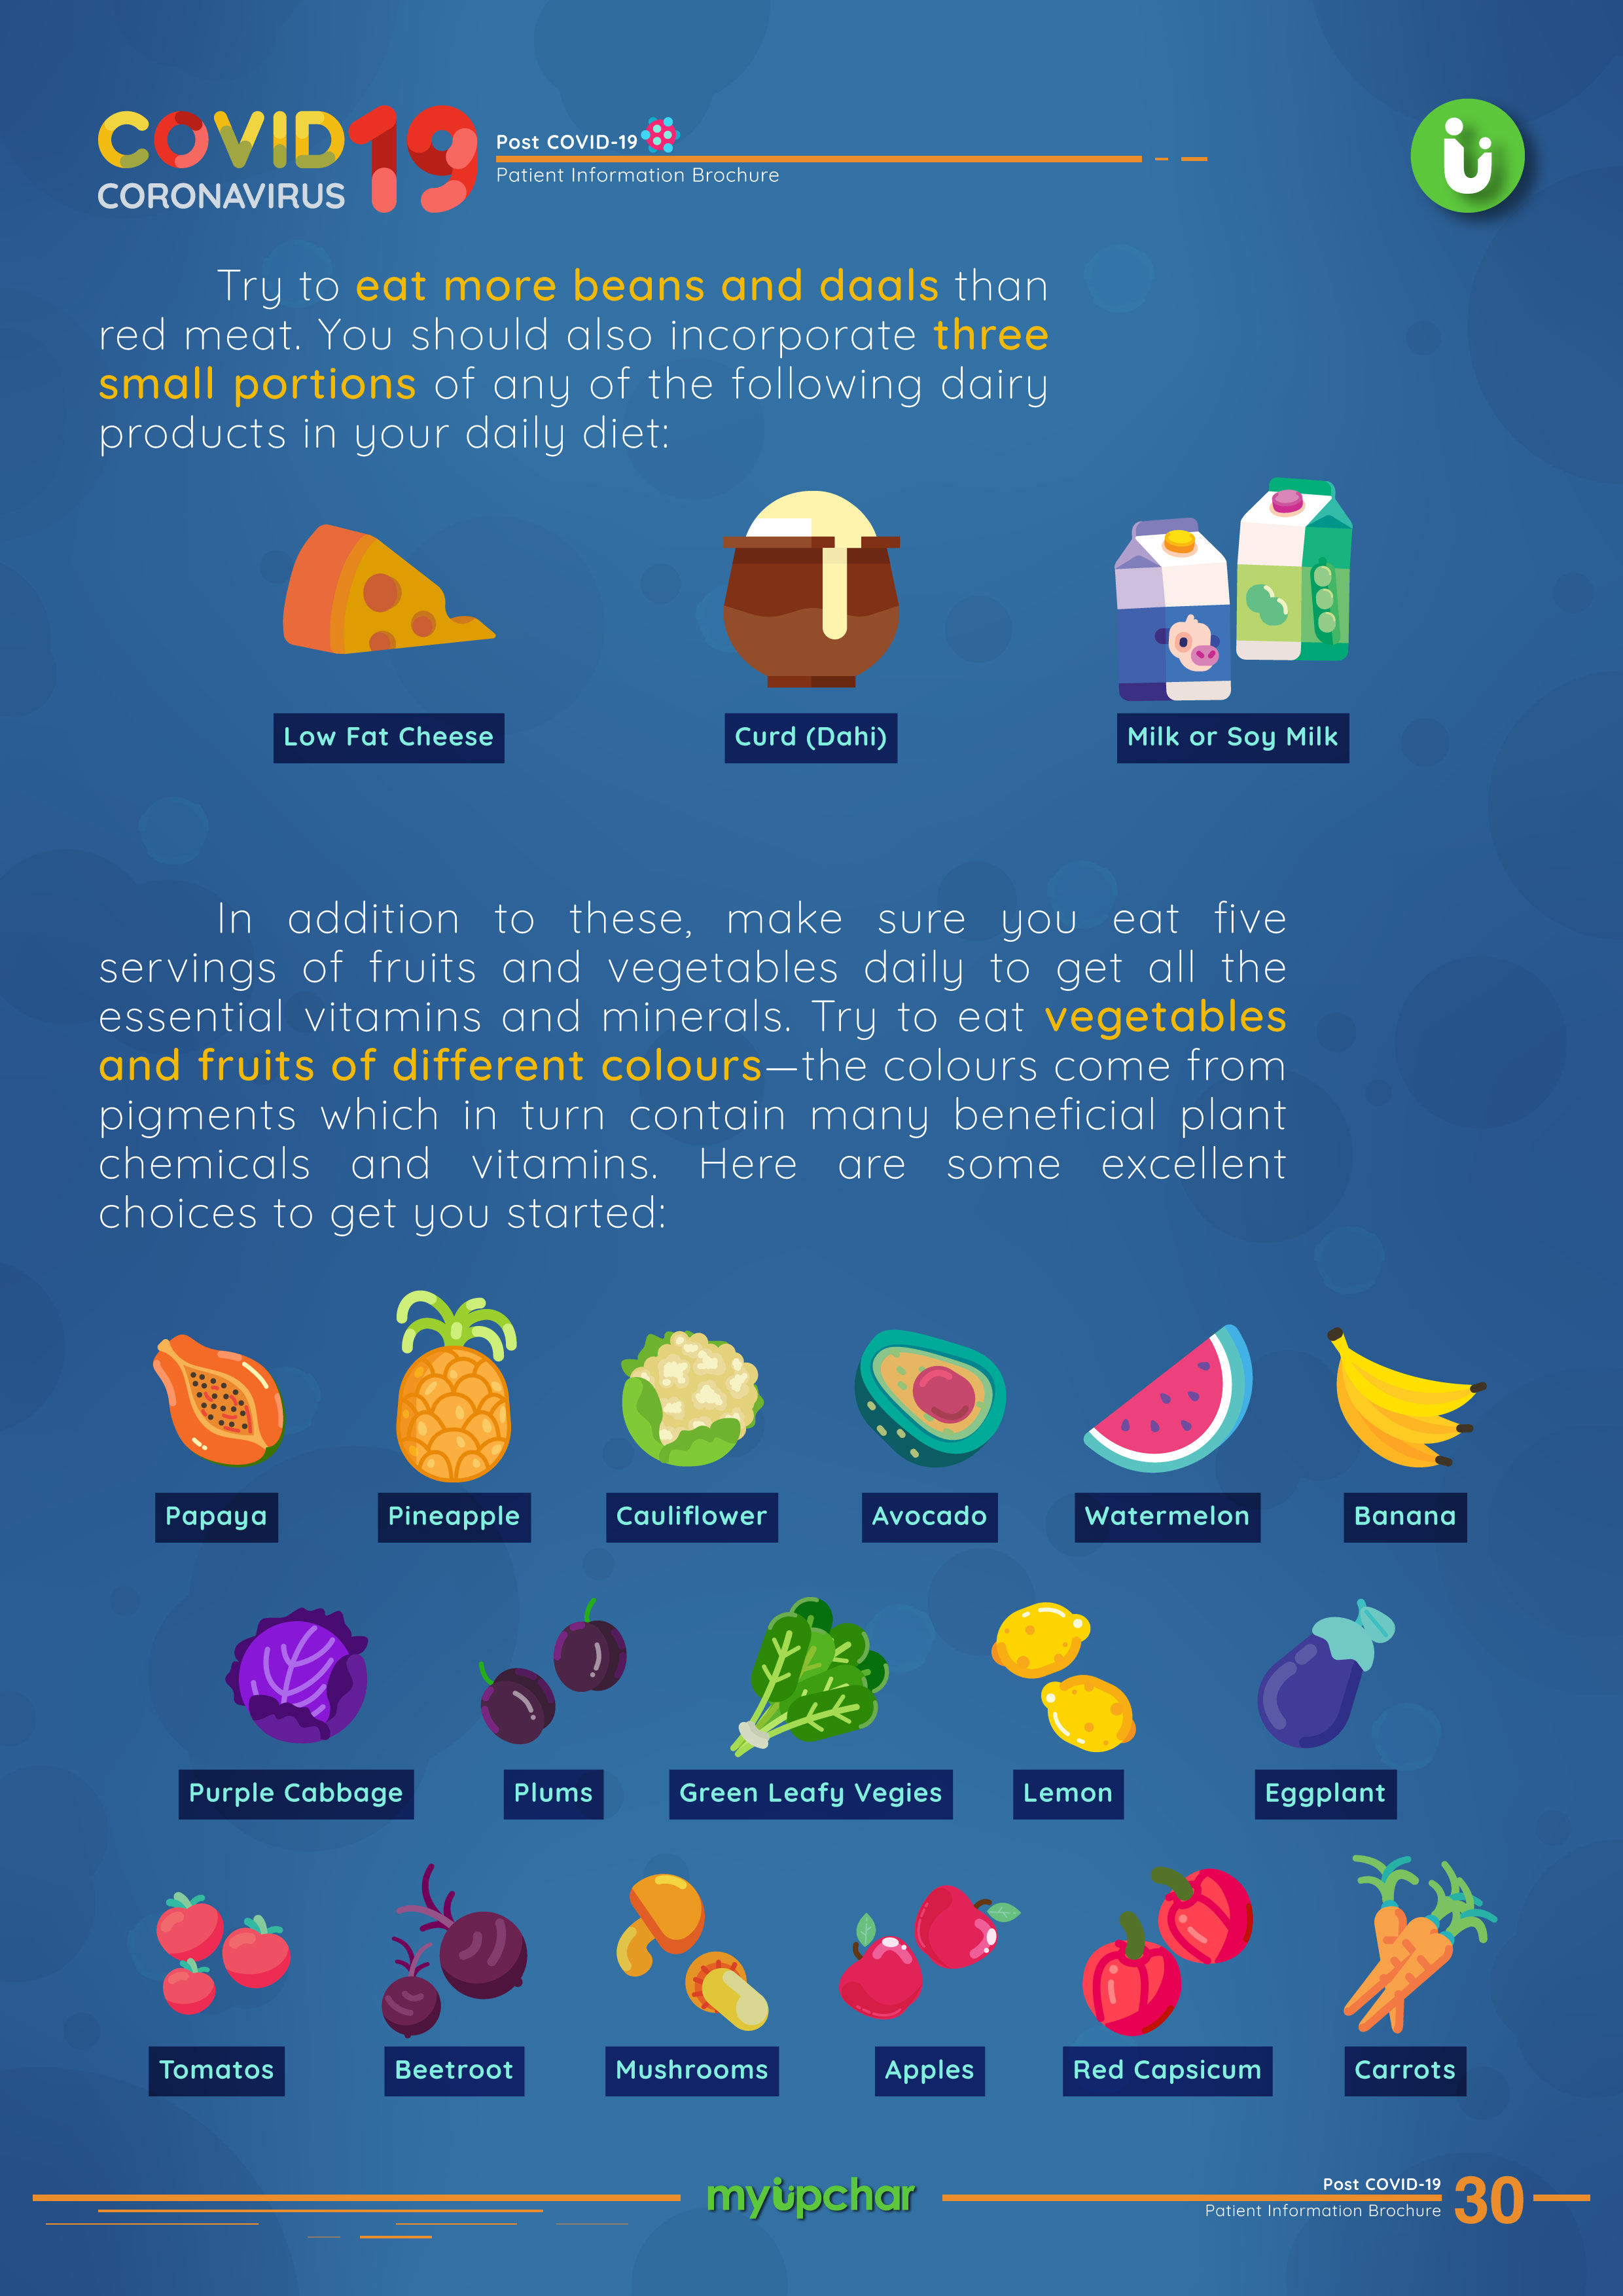 COVID 19
CORONAVIRUS
Post COVID-19
Patient Information Brochure
Try to eat more beans and daals than
red meat. You should also incorporate three
small portions of any of the following dairy
products in your daily diet:
Low Fat Cheese
Curd (Dahi)
Milk or Soy Milk
In addition to these, make sure you eat five
servings of fruits and vegetables daily to get all the
essential vitamins and minerals. Try to eat vegetables
and fruits of different colours—the colours come from
pigments which in turn contain many beneficial plant
chemicals and vitamins. Here are some excellent
choices to get you started:
Papaya
Pineapple
Cauliflower
Avocado
Watermelon
Banana
Purple Cabbage
Plums
Green Leafy Vegies
Lemon
Eggplant
Tomatos
Beetroot
Mushrooms
Apples
Red Capsicum
Carrots
myupchar
Post COVID-19
Patient Information Brochure
30